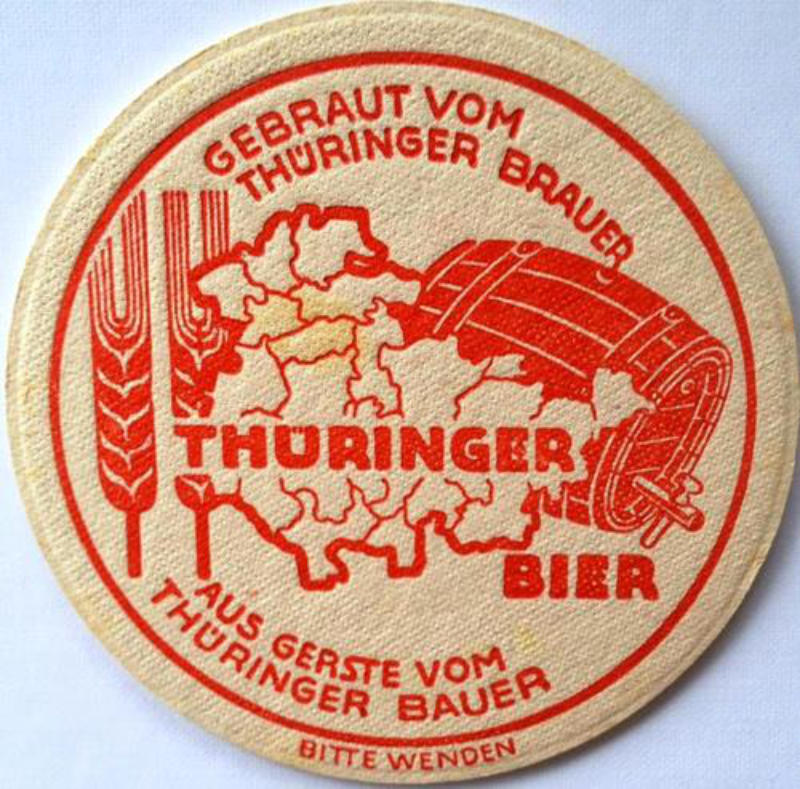 GEBRAUT VOM
THÜRINGER BRAUER
THÜRINGER
BIER
AUS GERSTE VOM
THÜRINGER BAUER
BITTE WENDEN